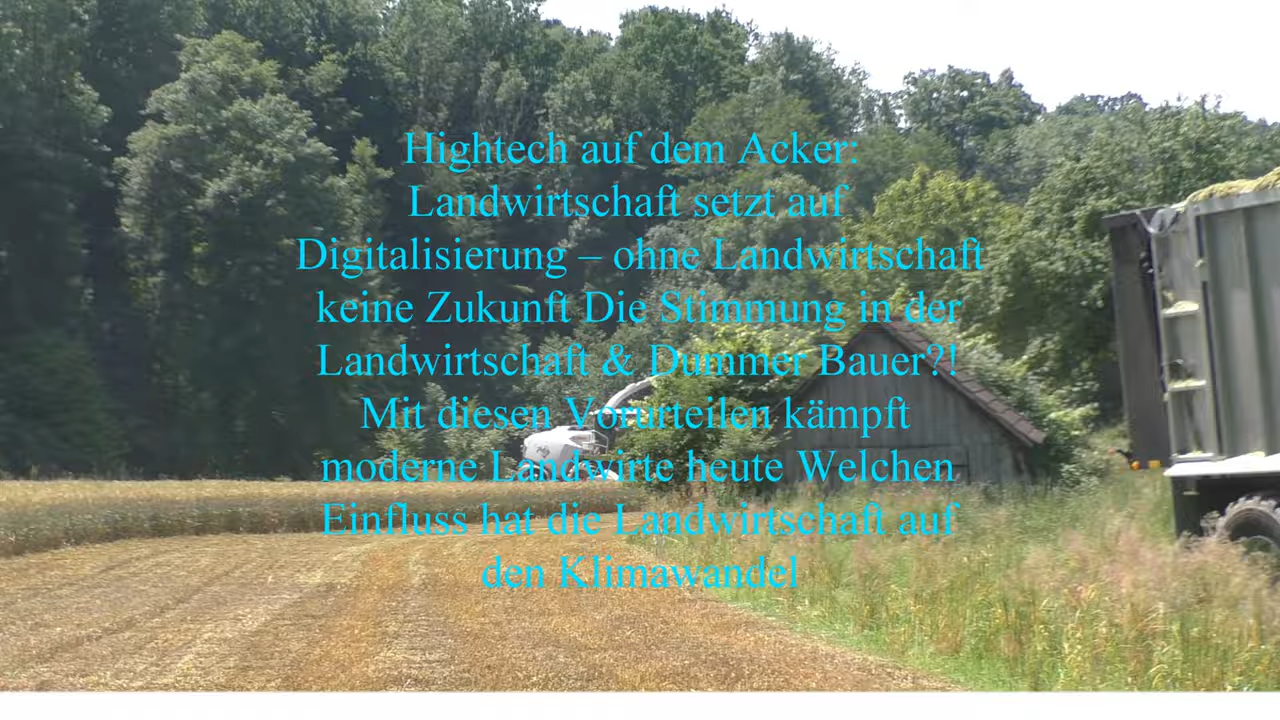 Hightech auf dem Acker:
Landwirtschaft setzt auf
Digitalisierung – ohne Landwirtschaft
keine Zukunft Die Stimmung in der
Landwirtschaft & Dummer Bauer?!
Mit diesen Vorurteilen kämpft
moderne Landwirte heute Welchen
Einfluss hat die Landwirtschaft auf
den Klimawandel